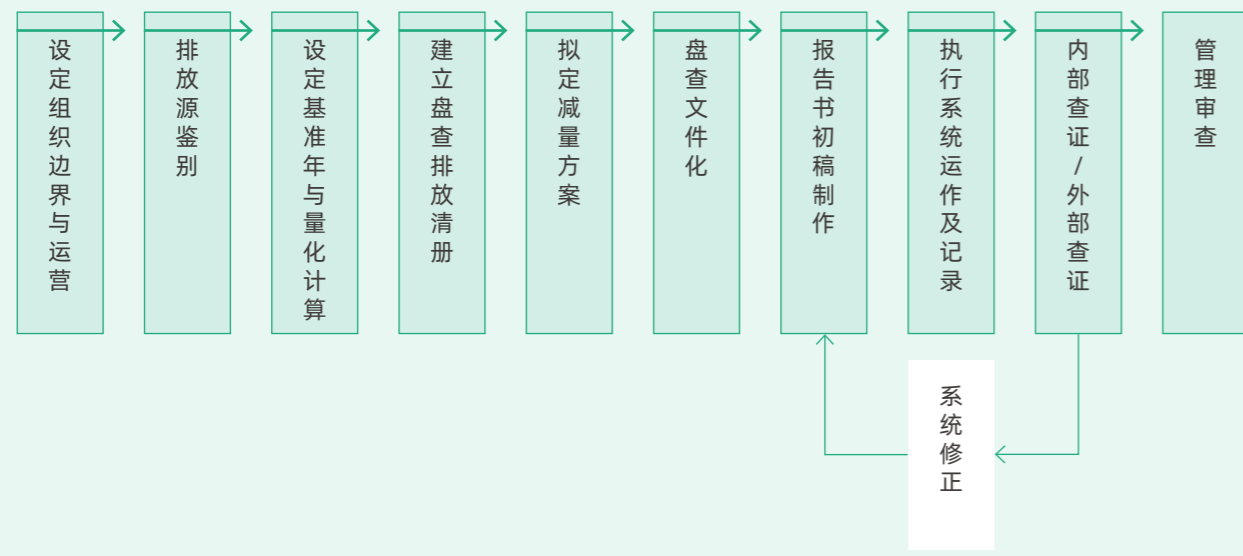 设定组织边界与运营
排放源鉴别
设定基准年与量化计算
建立盘查排放清册
拟定减量方案
盘查文件化
报告书初稿制作
执行系统运作及记录
内部查证/外部查证
管理审查
系统修正